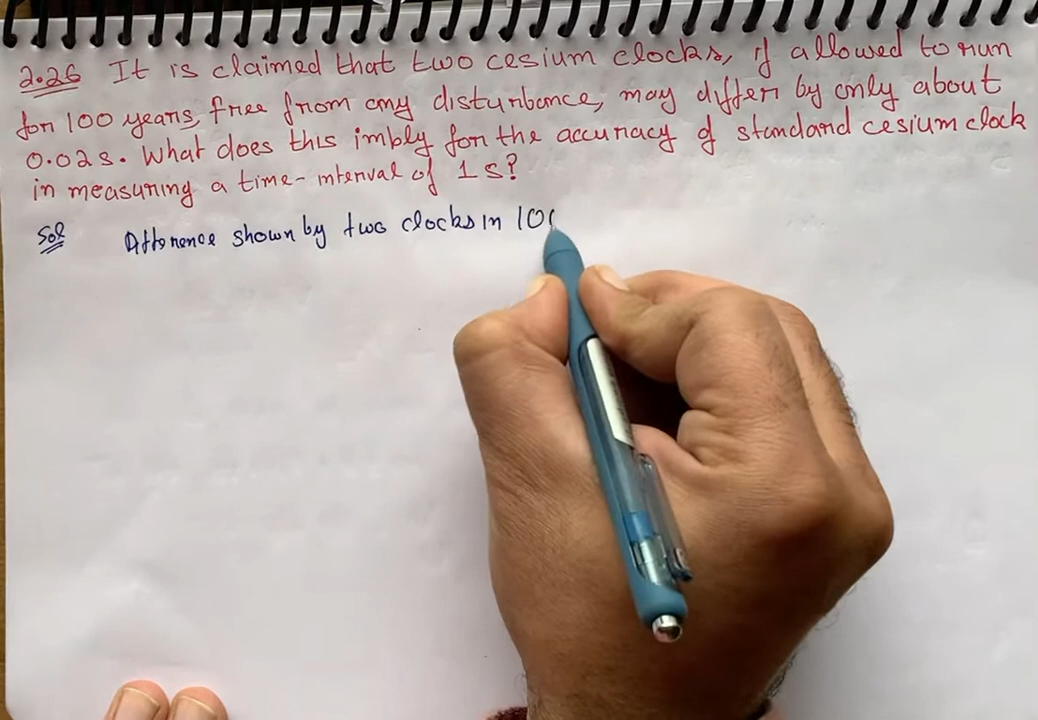 2.26 It is claimed that two cesium clocks, if allowed to run
for 100 years, free from any disturbance, may differ by only about
0.02s. What does this imbly for the accuracy of standard cesium clock
in measuring a time-interval of 1s?
Sol Difference shown by two clocks in 100